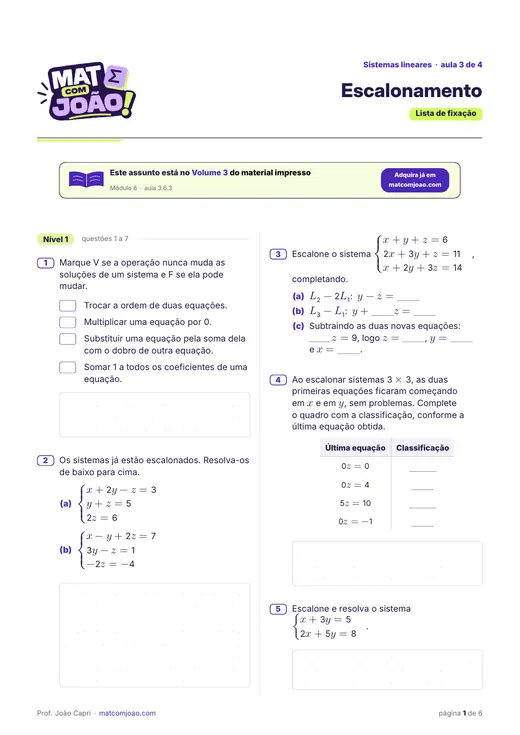 MAT Σ
COM
JOÃO!
Sistemas lineares · aula 3 de 4
Escalonamento
Lista de fixação
Este assunto está no Volume 3 do material impresso
Módulo 6 · aula 3.6.3
Adquira já em
matcomjoao.com
Nível 1 questões 1 a 7
1 Marque V se a operação nunca muda as
soluções de um sistema e F se ela pode
mudar.
Trocar a ordem de duas equações.
Multiplicar uma equação por 0.
Substituir uma equação pela soma dela
com o dobro de outra equação.
Somar 1 a todos os coeficientes de uma
equação.
2 Os sistemas já estão escalonados. Resolva-os
de baixo para cima.
(a) { x + 2y − z = 3
y + z = 5
2z = 6
(b) { x − y + 2z = 7
3y − z = 1
−2z = −4
3 Escalone o sistema { x + y + z = 6
2x + 3y + z = 11 ,
x + 2y + 3z = 14
completando.
(a) L₂ − 2L₁: y − z = ____
(b) L₃ − L₁: y + ____z = ____
(c) Subtraindo as duas novas equações:
____z = 9, logo z = ____, y = ____
e x = ____.
4 Ao escalonar sistemas 3 × 3, as duas
primeiras equações ficaram começando
em x e em y, sem problemas. Complete
o quadro com a classificação, conforme a
última equação obtida.
Última equação Classificação
0z = 0 ____
0z = 4 ____
5z = 10 ____
0z = −1 ____
5 Escalone e resolva o sistema
{ x + 3y = 5
2x + 5y = 8 .
Prof. João Capri · matcomjoao.com
página 1 de 6